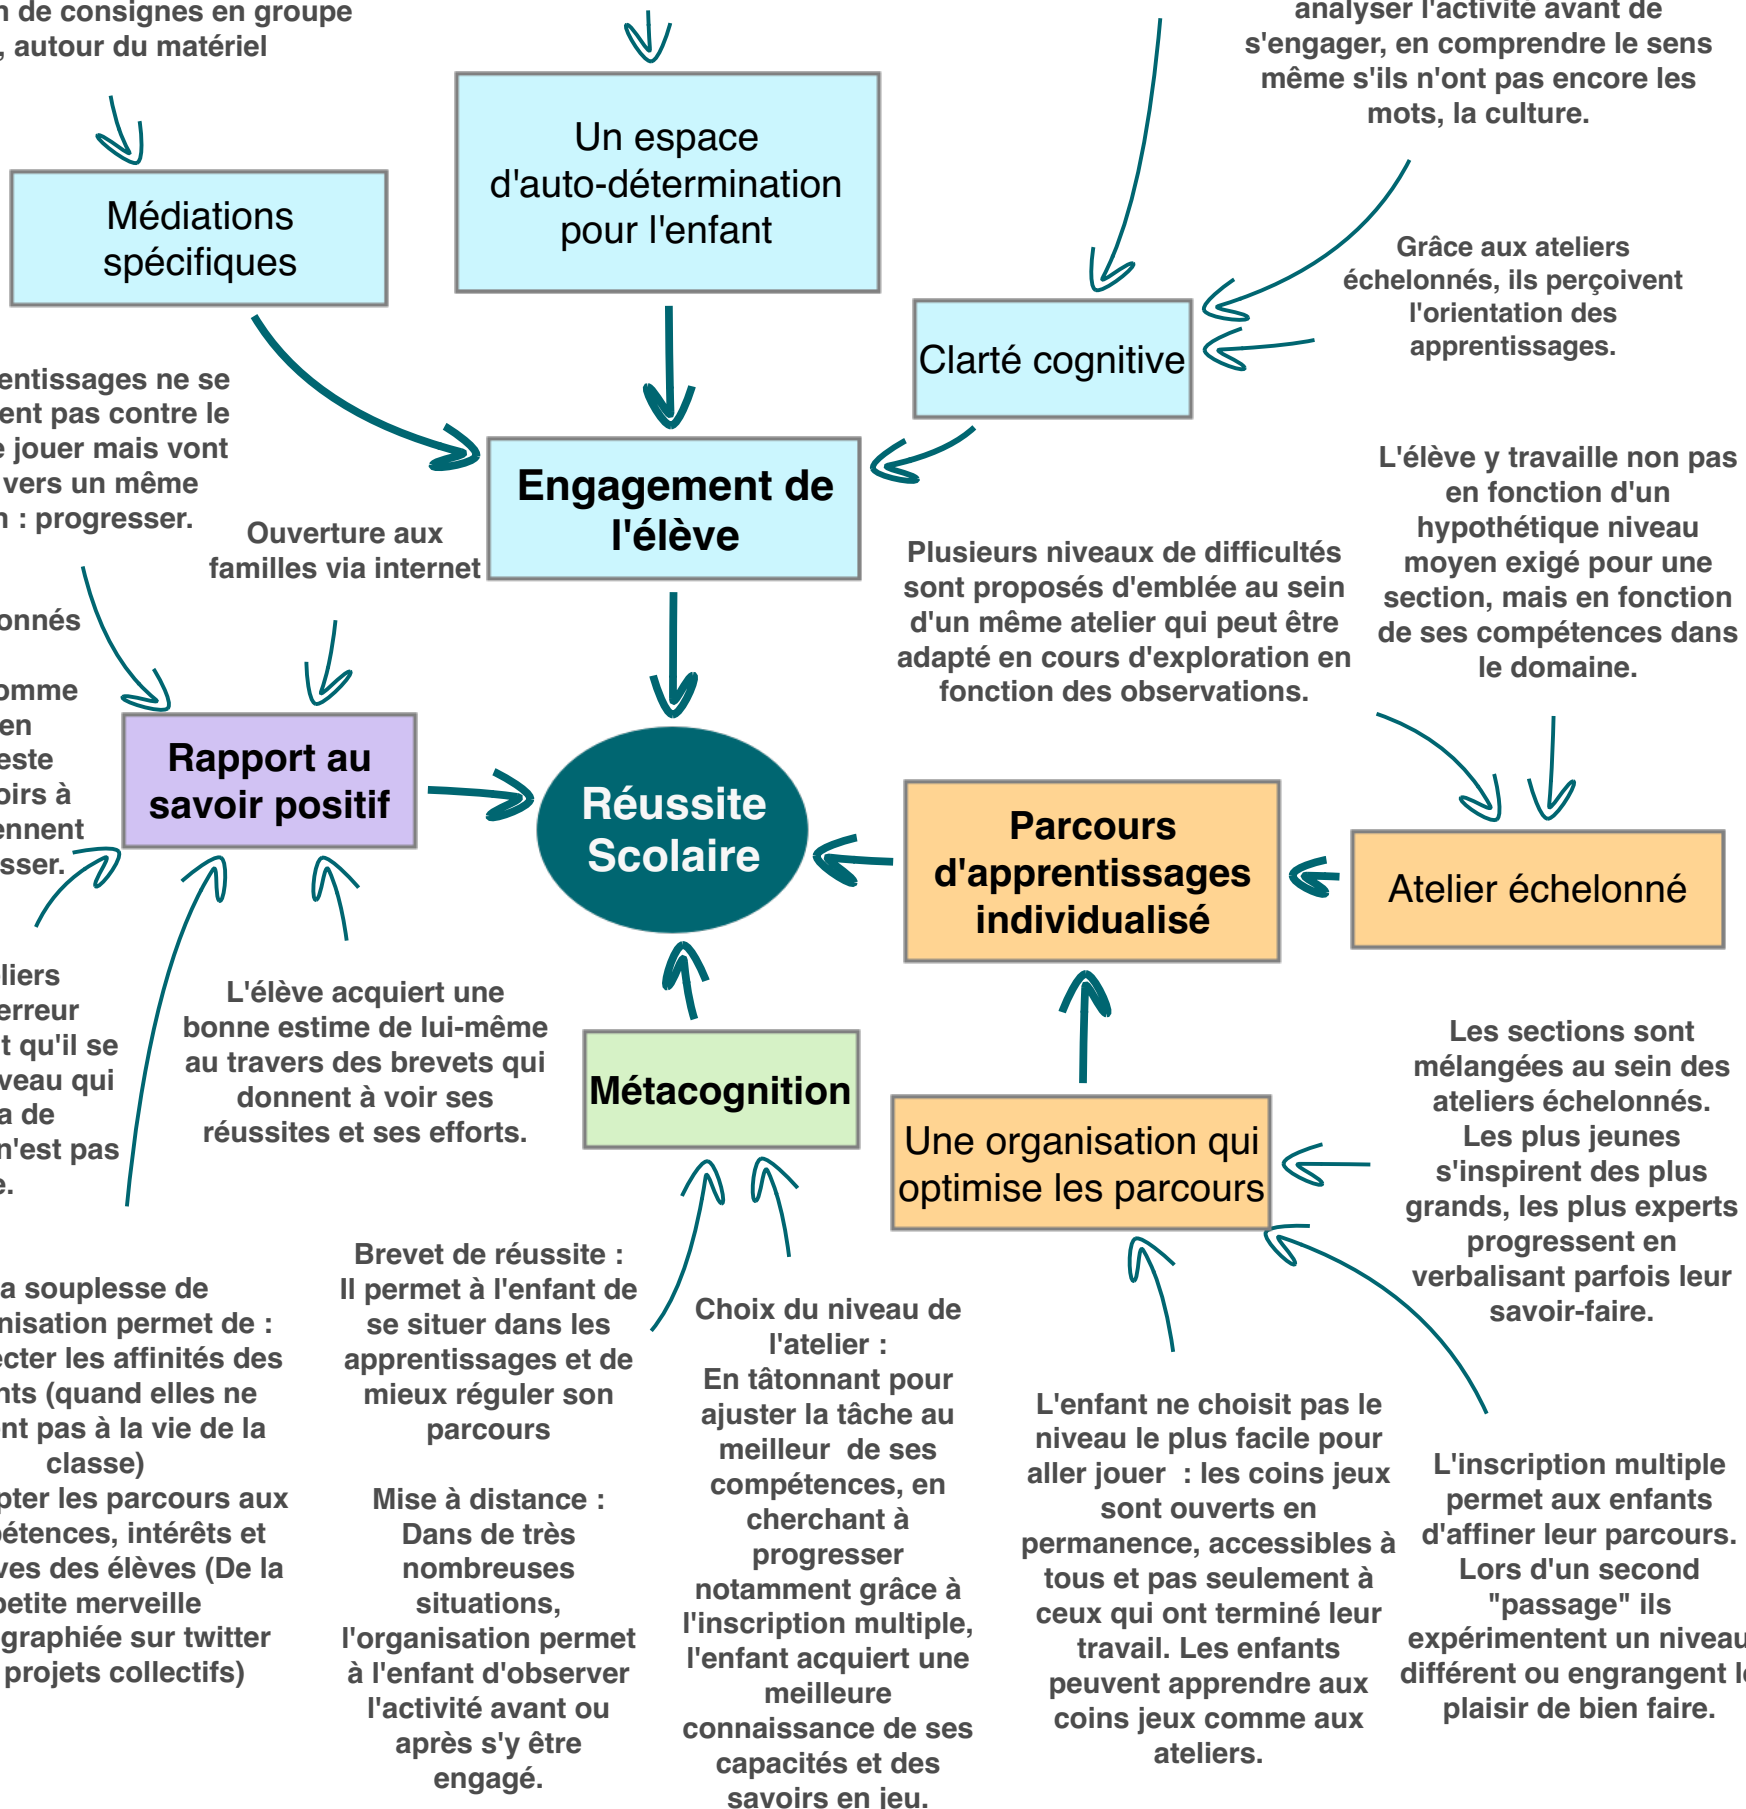 de consignes en groupe
, autour du matériel
analyser l'activité avant de
s'engager, en comprendre le sens
même s'ils n'ont pas encore les
mots, la culture.
Un espace
d'auto-détermination
pour l'enfant
Médiations
spécifiques
Grâce aux ateliers
échelonnés, ils perçoivent
l'orientation des
apprentissages.
Clarté cognitive
entissages ne se
ent pas contre le
e jouer mais vont
vers un même
n : progresser.
Engagement de
l'élève
Ouverture aux
familles via internet
L'élève y travaille non pas
en fonction d'un
hypothétique niveau
moyen exigé pour une
section, mais en fonction
de ses compétences dans
le domaine.
Plusieurs niveaux de difficultés
sont proposés d'emblée au sein
d'un même atelier qui peut être
adapté en cours d'exploration en
fonction des observations.
onnés
omme
en
este
oirs à
ennent
sser.
Rapport au
savoir positif
Réussite
Scolaire
Parcours
d'apprentissages
individualisé
Atelier échelonné
liers
erreur
t qu'il se
veau qui
a de
n'est pas
e.
L'élève acquiert une
bonne estime de lui-même
au travers des brevets qui
donnent à voir ses
réussites et ses efforts.
Métacognition
Une organisation qui
optimise les parcours
Les sections sont
mélangées au sein des
ateliers échelonnés.
Les plus jeunes
s'inspirent des plus
grands, les plus experts
progressent en
verbalisant parfois leur
savoir-faire.
a souplesse de
nisation permet de :
ecter les affinités des
nts (quand elles ne
nt pas à la vie de la
classe)
pter les parcours aux
pétences, intérêts et
ves des élèves (De la
petite merveille
graphiée sur twitter
projets collectifs)
Brevet de réussite :
Il permet à l'enfant de
se situer dans les
apprentissages et de
mieux réguler son
parcours
Mise à distance :
Dans de très
nombreuses
situations,
l'organisation permet
à l'enfant d'observer
l'activité avant ou
après s'y être
engagé.
Choix du niveau de
l'atelier :
En tâtonnant pour
ajuster la tâche au
meilleur de ses
compétences, en
cherchant à
progresser
notamment grâce à
l'inscription multiple,
l'enfant acquiert une
meilleure
connaissance de ses
capacités et des
savoirs en jeu.
L'enfant ne choisit pas le
niveau le plus facile pour
aller jouer : les coins jeux
sont ouverts en
permanence, accessibles à
tous et pas seulement à
ceux qui ont terminé leur
travail. Les enfants
peuvent apprendre aux
coins jeux comme aux
ateliers.
L'inscription multiple
permet aux enfants
d'affiner leur parcours.
Lors d'un second
"passage" ils
expérimentent un niveau
différent ou engrangent le
plaisir de bien faire.